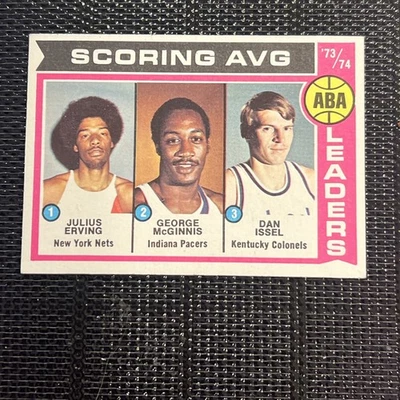 SCORING AVG
'73/74
ABA
LEADERS
1
JULIUS
ERVING
New York Nets
2
GEORGE
McGINNIS
Indiana Pacers
3
DAN
ISSEL
Kentucky Colonels